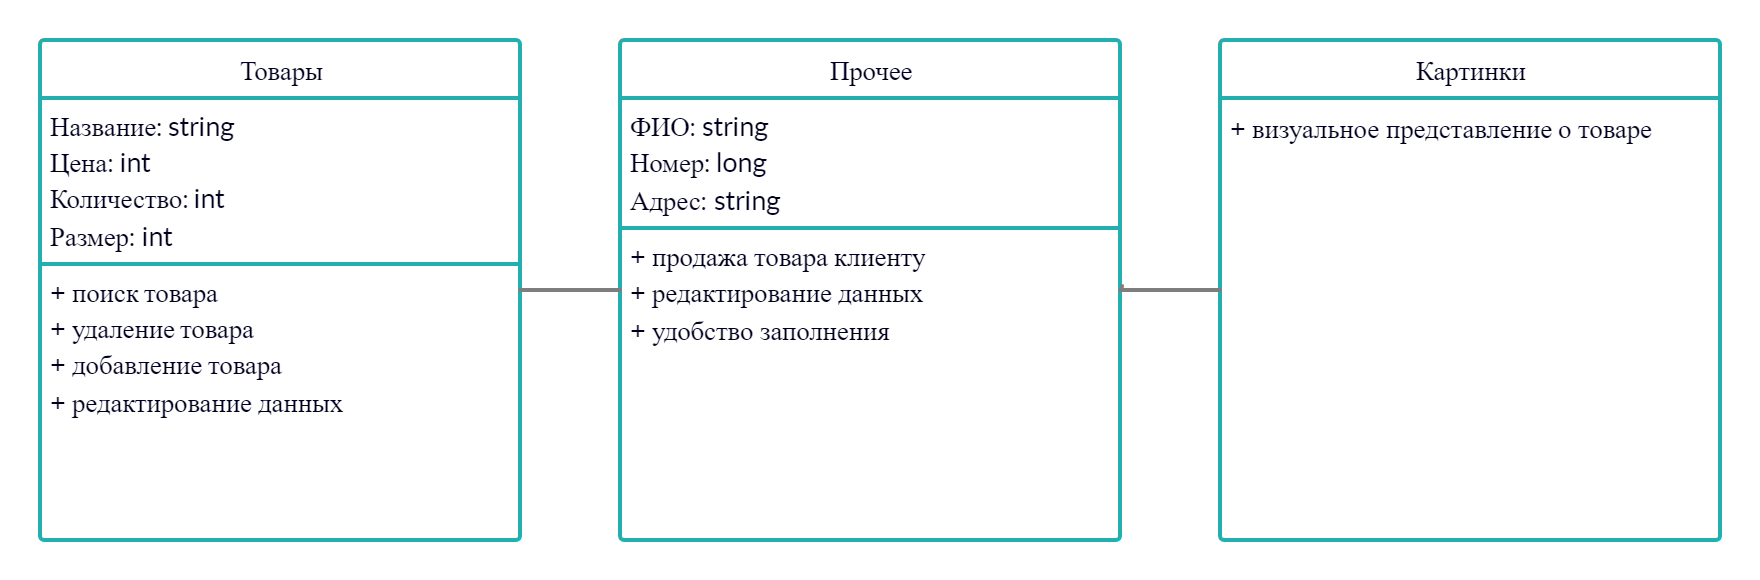 Товары
Название: string
Цена: int
Количество: int
Размер: int
+ поиск товара
+ удаление товара
+ добавление товара
+ редактирование данных
Прочее
ФИО: string
Номер: long
Адрес: string
+ продажа товара клиенту
+ редактирование данных
+ удобство заполнения
Картинки
+ визуальное представление о товаре